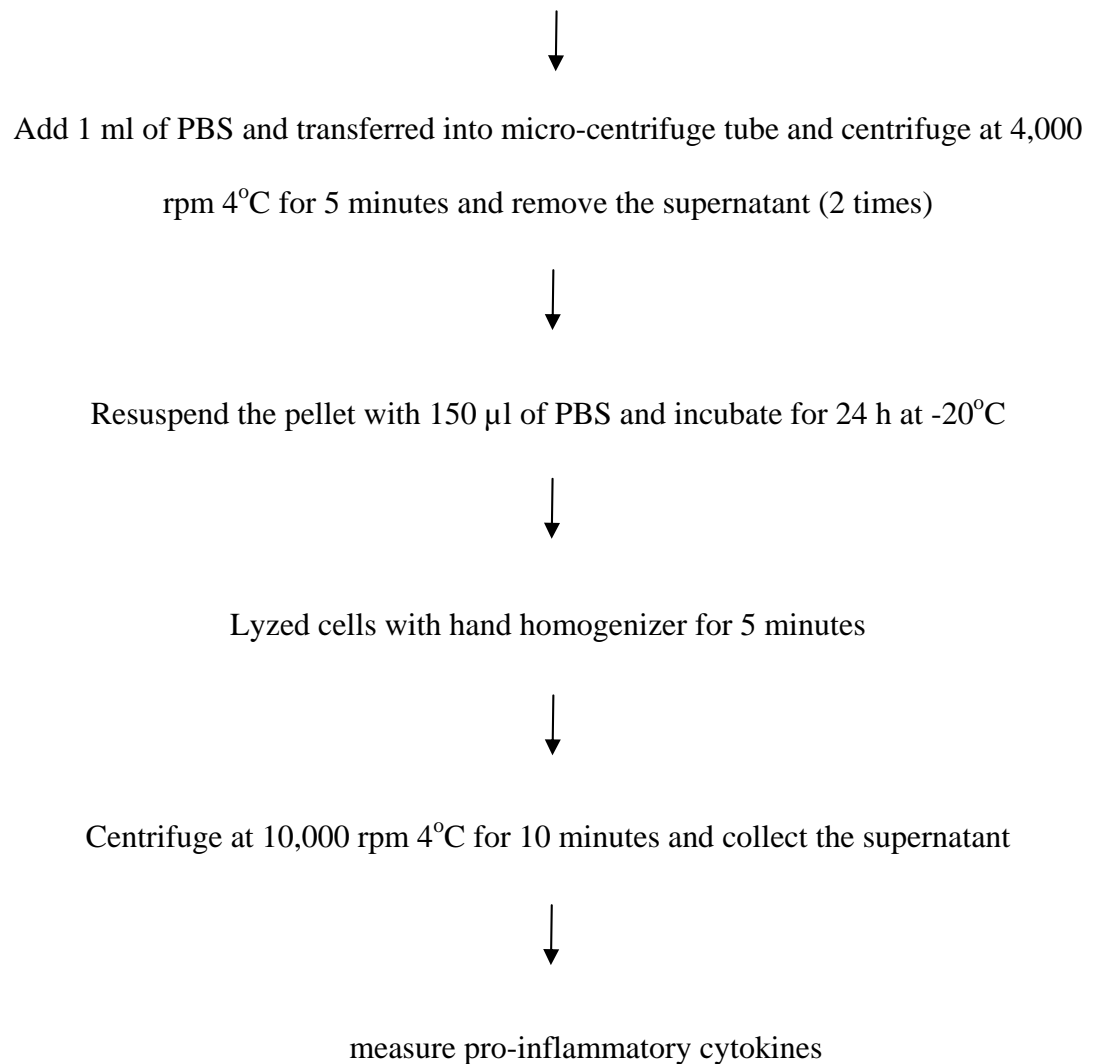 Add 1 ml of PBS and transferred into micro-centrifuge tube and centrifuge at 4,000
rpm 4°C for 5 minutes and remove the supernatant (2 times)
Resuspend the pellet with 150 µl of PBS and incubate for 24 h at -20°C
Lyzed cells with hand homogenizer for 5 minutes
Centrifuge at 10,000 rpm 4°C for 10 minutes and collect the supernatant
measure pro-inflammatory cytokines